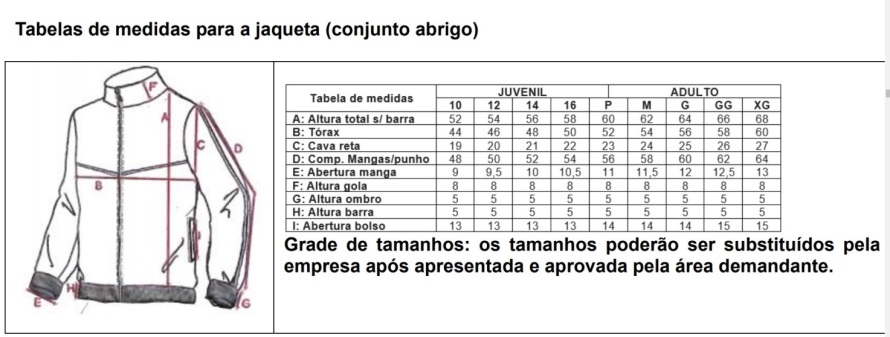 Tabelas de medidas para a jaqueta (conjunto abrigo)
F
A
C
D
B
I
H
E
G
Tabela de medidas JUVENIL ADULTO
10 12 14 16 P M G GG XG
A: Altura total s/ barra 52 54 56 58 60 62 64 66 68
B: Tórax 44 46 48 50 52 54 56 58 60
C: Cava reta 19 20 21 22 23 24 25 26 27
D: Comp. Mangas/punho 48 50 52 54 56 58 60 62 64
E: Abertura manga 9 9,5 10 10,5 11 11,5 12 12,5 13
F: Altura gola 8 8 8 8 8 8 8 8 8
G: Altura ombro 5 5 5 5 5 5 5 5 5
H: Altura barra 5 5 5 5 5 5 5 5 5
I: Abertura bolso 13 13 13 13 14 14 14 15 15
Grade de tamanhos: os tamanhos poderão ser substituídos pela
empresa após apresentada e aprovada pela área demandante.